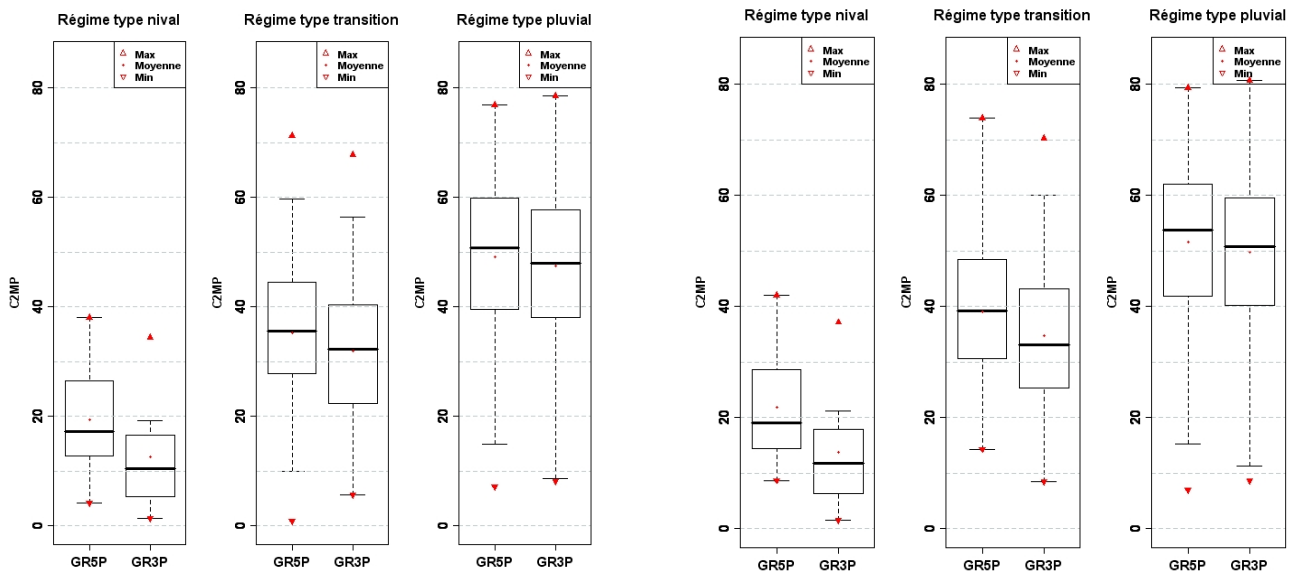 Régime type nival
Régime type transition
Régime type pluvial
Max
Moyenne
Min
Max
Moyenne
Min
Max
Moyenne
Min
C2MP
0
20
40
60
80
C2MP
0
20
40
60
80
C2MP
0
20
40
60
80
GR5P GR3P
GR5P GR3P
GR5P GR3P
Régime type nival
Régime type transition
Régime type pluvial
Max
Moyenne
Min
Max
Moyenne
Min
Max
Moyenne
Min
C2MP
0
20
40
60
80
C2MP
0
20
40
60
80
C2MP
0
20
40
60
80
GR5P GR3P
GR5P GR3P
GR5P GR3P